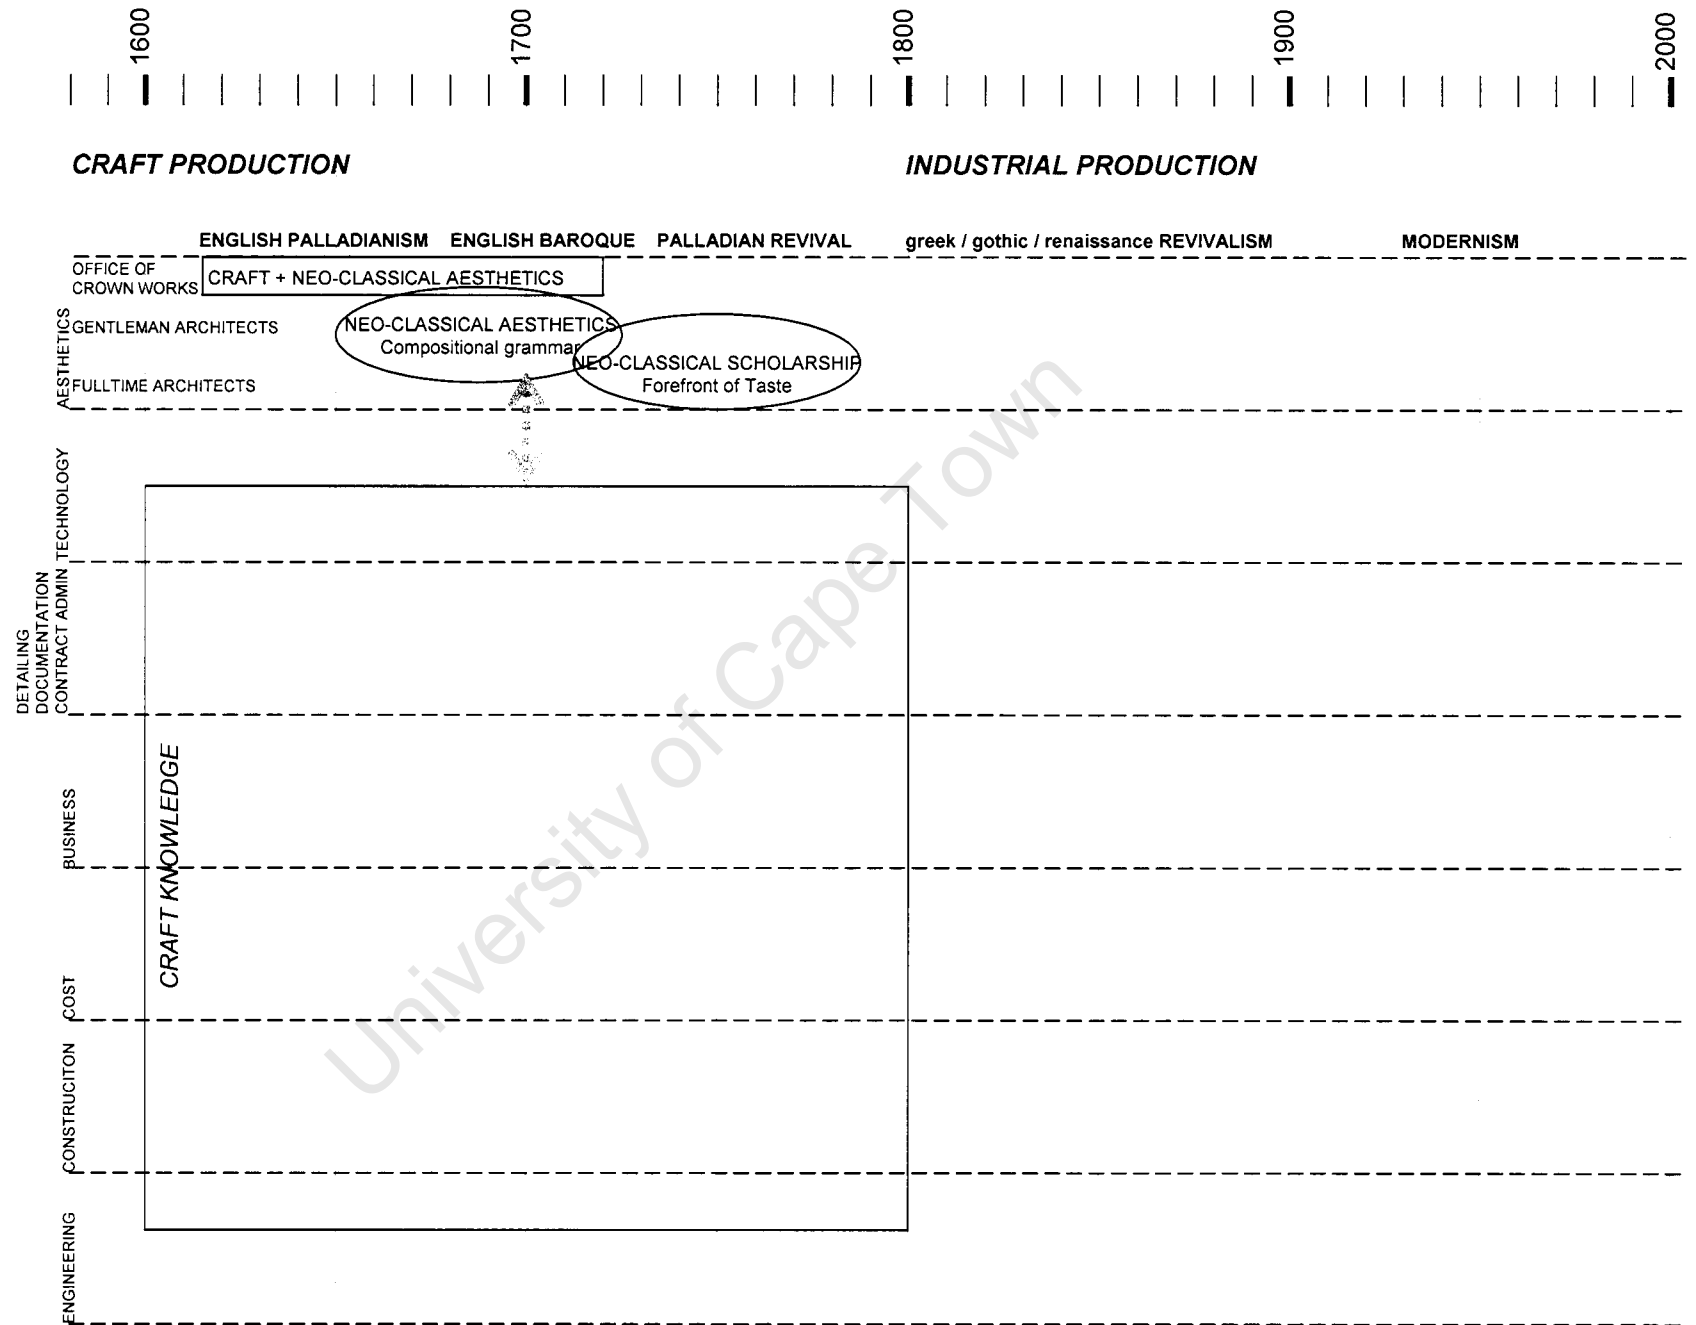 1600
1700
1800
1900
2000
CRAFT PRODUCTION
INDUSTRIAL PRODUCTION
ENGLISH PALLADIANISM
ENGLISH BAROQUE
PALLADIAN REVIVAL
greek / gothic / renaissance REVIVALISM
MODERNISM
OFFICE OF
CROWN WORKS
CRAFT + NEO-CLASSICAL AESTHETICS
AESTHETICS
GENTLEMAN ARCHITECTS
NEO-CLASSICAL AESTHETICS
Compositional grammar
NEO-CLASSICAL SCHOLARSHIP
Forefront of Taste
FULLTIME ARCHITECTS
TECHNOLOGY
DETAILING
DOCUMENTATION
CONTRACT ADMIN
CRAFT KNOWLEDGE
BUSINESS
COST
CONSTRUCITON
ENGINEERING
University of Cape Town